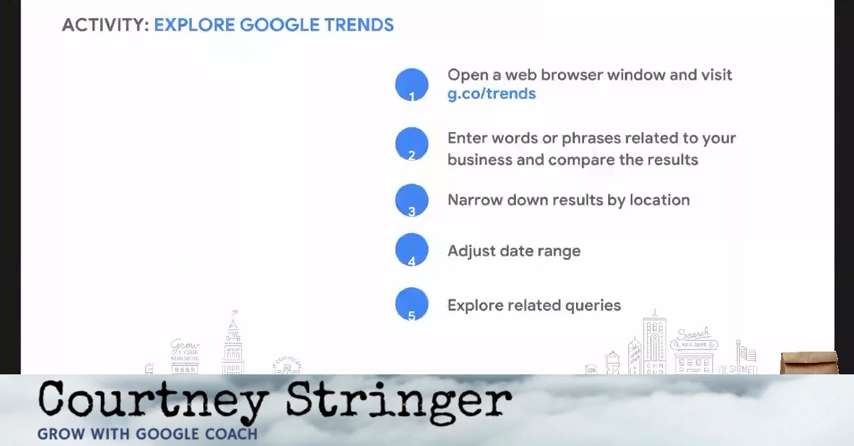 ACTIVITY: EXPLORE GOOGLE TRENDS
1
Open a web browser window and visit
g.co/trends
2
Enter words or phrases related to your
business and compare the results
3
Narrow down results by location
4
Adjust date range
5
Explore related queries
Grow
Search
Courtney Stringer
GROW WITH GOOGLE COACH